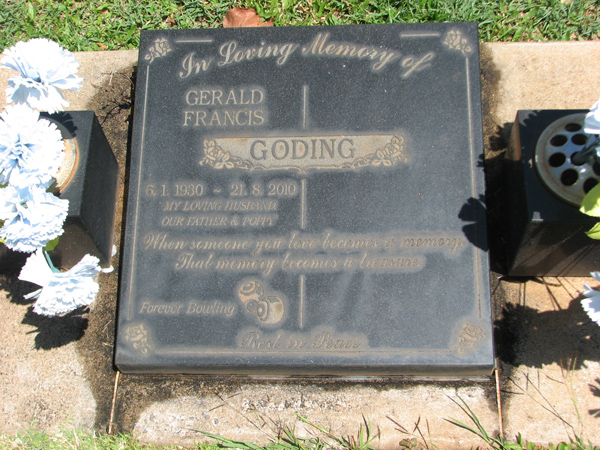 In Loving Memory of
GERALD
FRANCIS
GODING
6.1.1930 - 21.8.2010
MY LOVING HUSBAND
OUR FATHER & POPPY
When someone you love becomes a memory
That memory becomes a treasure
Forever Bowling
Rest in Peace